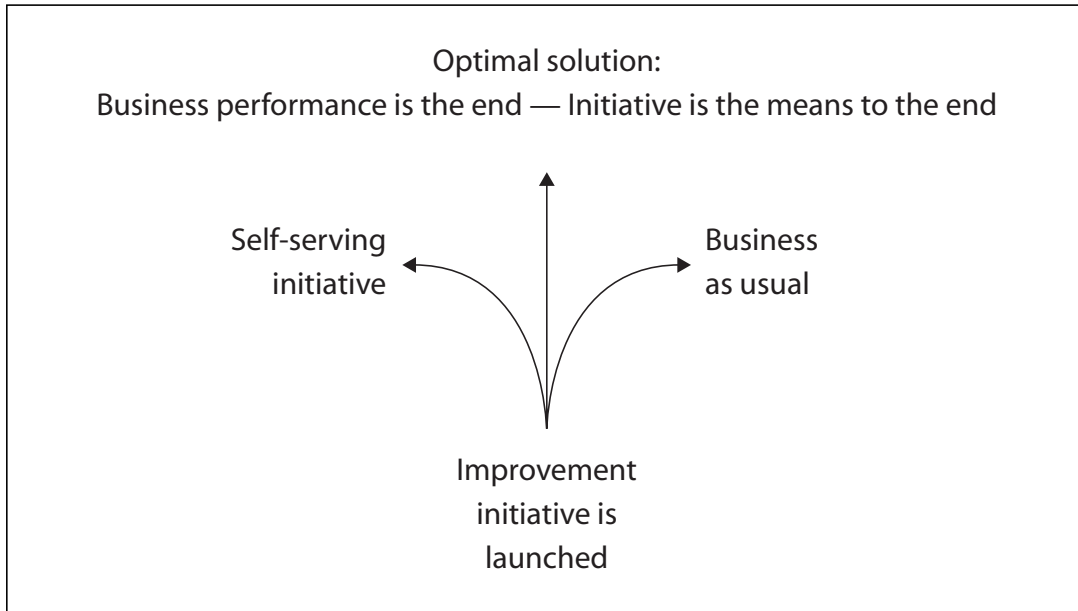 Optimal solution:
Business performance is the end — Initiative is the means to the end
Self-serving
initiative
Business
as usual
Improvement
initiative is
launched